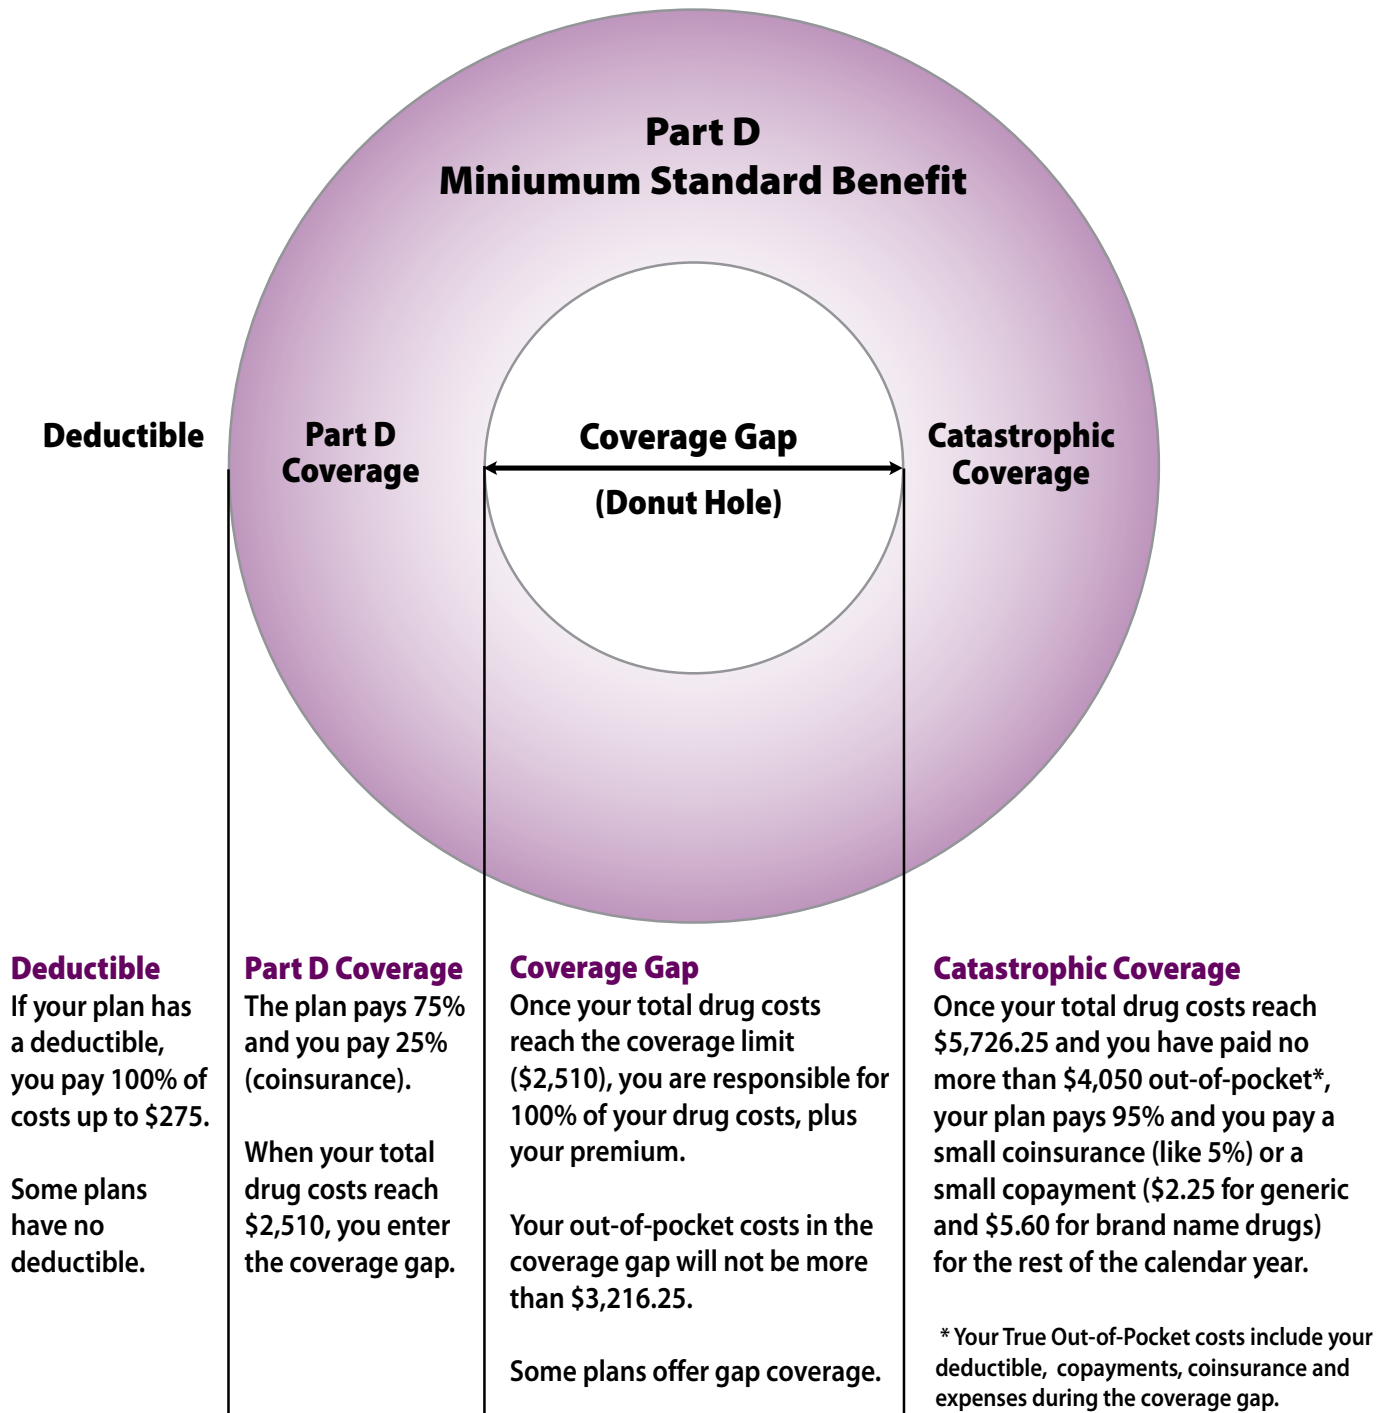 Part D
Miniumum Standard Benefit
Deductible
Part D
Coverage
Coverage Gap
(Donut Hole)
Catastrophic
Coverage
Deductible
If your plan has
a deductible,
you pay 100% of
costs up to $275.
Some plans
have no
deductible.
Part D Coverage
The plan pays 75%
and you pay 25%
(coinsurance).
When your total
drug costs reach
$2,510, you enter
the coverage gap.
Coverage Gap
Once your total drug costs
reach the coverage limit
($2,510), you are responsible for
100% of your drug costs, plus
your premium.
Your out-of-pocket costs in the
coverage gap will not be more
than $3,216.25.
Some plans offer gap coverage.
Catastrophic Coverage
Once your total drug costs reach
$5,726.25 and you have paid no
more than $4,050 out-of-pocket*,
your plan pays 95% and you pay a
small coinsurance (like 5%) or a
small copayment ($2.25 for generic
and $5.60 for brand name drugs)
for the rest of the calendar year.
* Your True Out-of-Pocket costs include your
deductible, copayments, coinsurance and
expenses during the coverage gap.